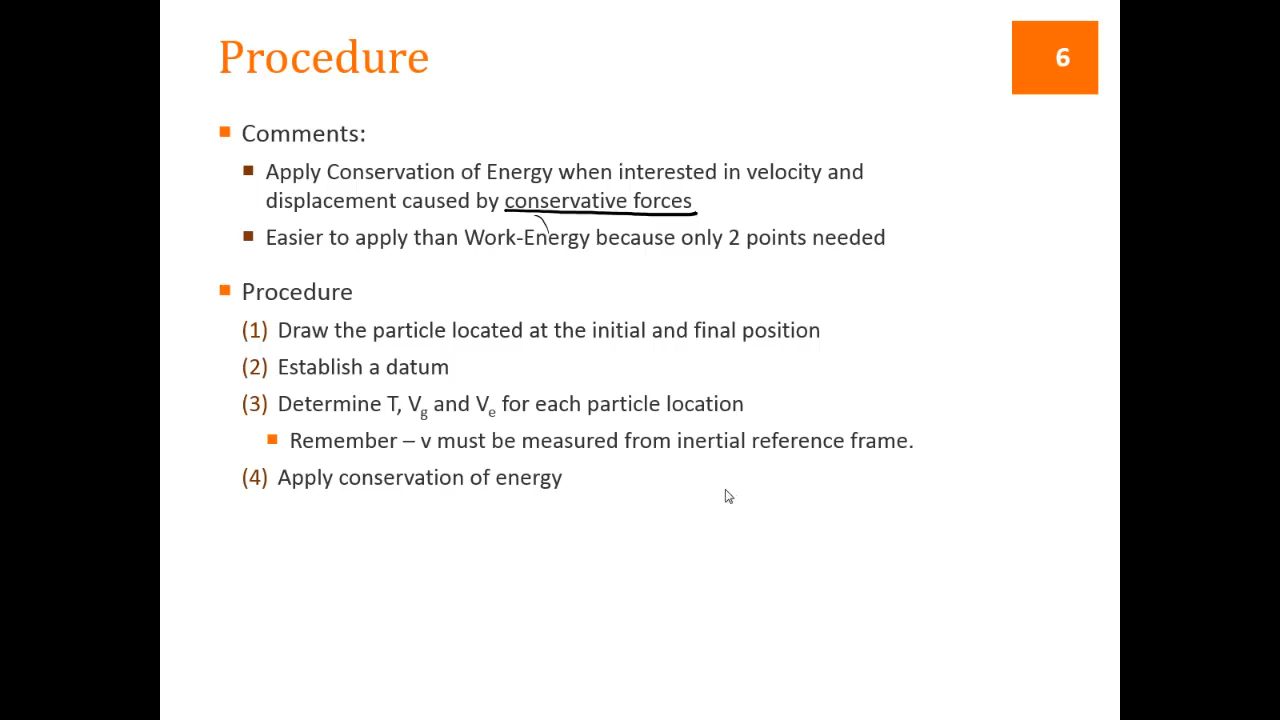 Procedure
6
Comments:
Apply Conservation of Energy when interested in velocity and
displacement caused by conservative forces
Easier to apply than Work-Energy because only 2 points needed
Procedure
(1) Draw the particle located at the initial and final position
(2) Establish a datum
(3) Determine T, Vg and Ve for each particle location
Remember – v must be measured from inertial reference frame.
(4) Apply conservation of energy